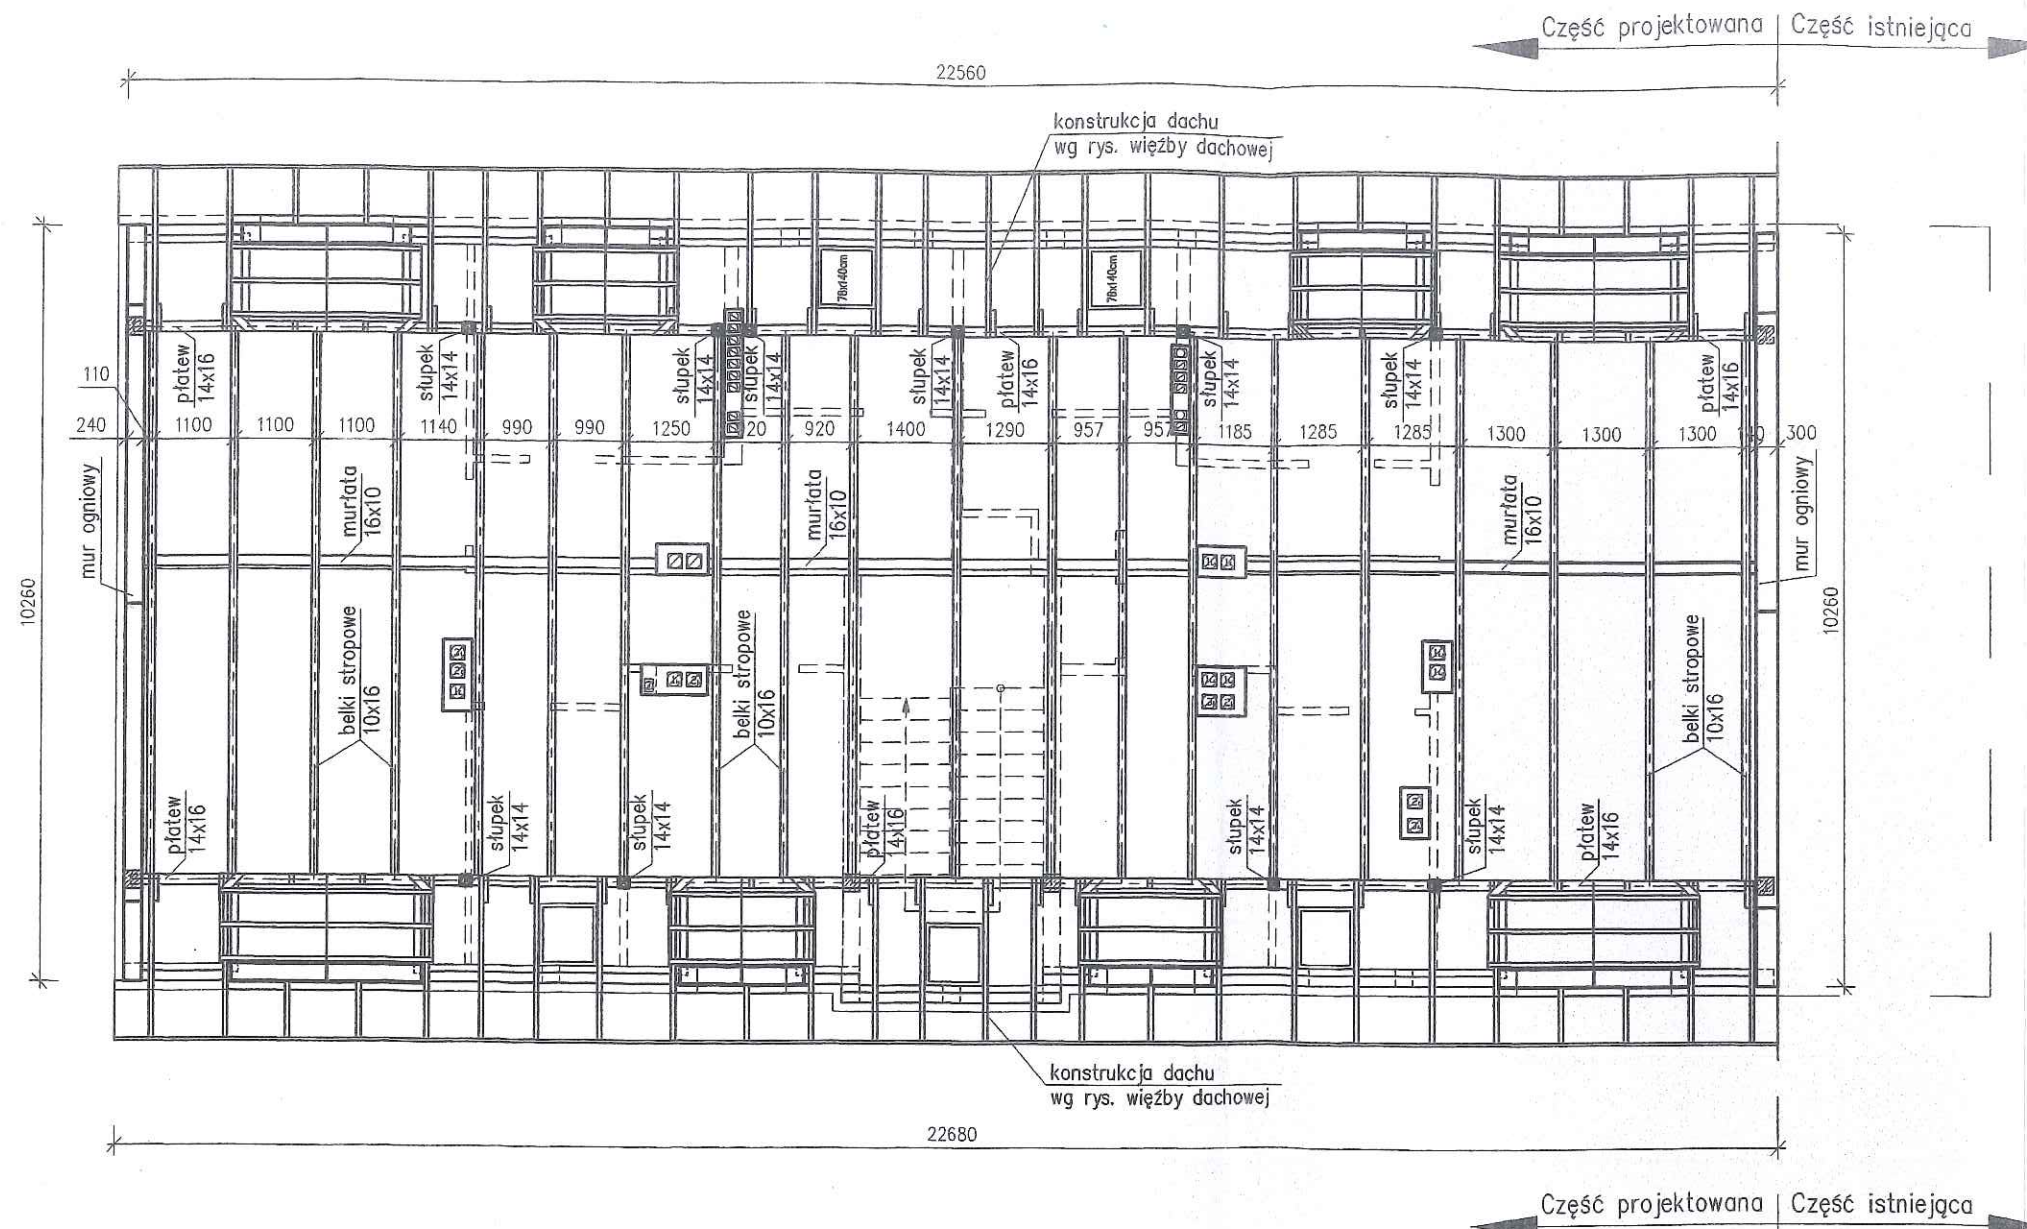 Część projektowana | Część istniejąca
22560
konstrukcja dachu
wg rys. więźby dachowej
78x140cm
78x140cm
płatew
14x16
słupek
14x14
słupek
14x14
słupek
14x14
słupek
14x14
płatew
14x16
słupek
14x14
słupek
14x14
płatew
14x16
110
240
1100
1100
1100
1140
990
990
1250
920
1400
1290
957
957
1185
1285
1285
1300
1300
1300
300
mur ogniowy
murłata
16x10
murłata
16x10
murłata
16x10
mur ogniowy
10260
10260
belki stropowe
10x16
belki stropowe
10x16
belki stropowe
10x16
płatew
14x16
słupek
14x14
słupek
14x14
płatew
14x16
słupek
14x14
słupek
14x14
płatew
14x16
konstrukcja dachu
wg rys. więźby dachowej
22680
Część projektowana | Część istniejąca